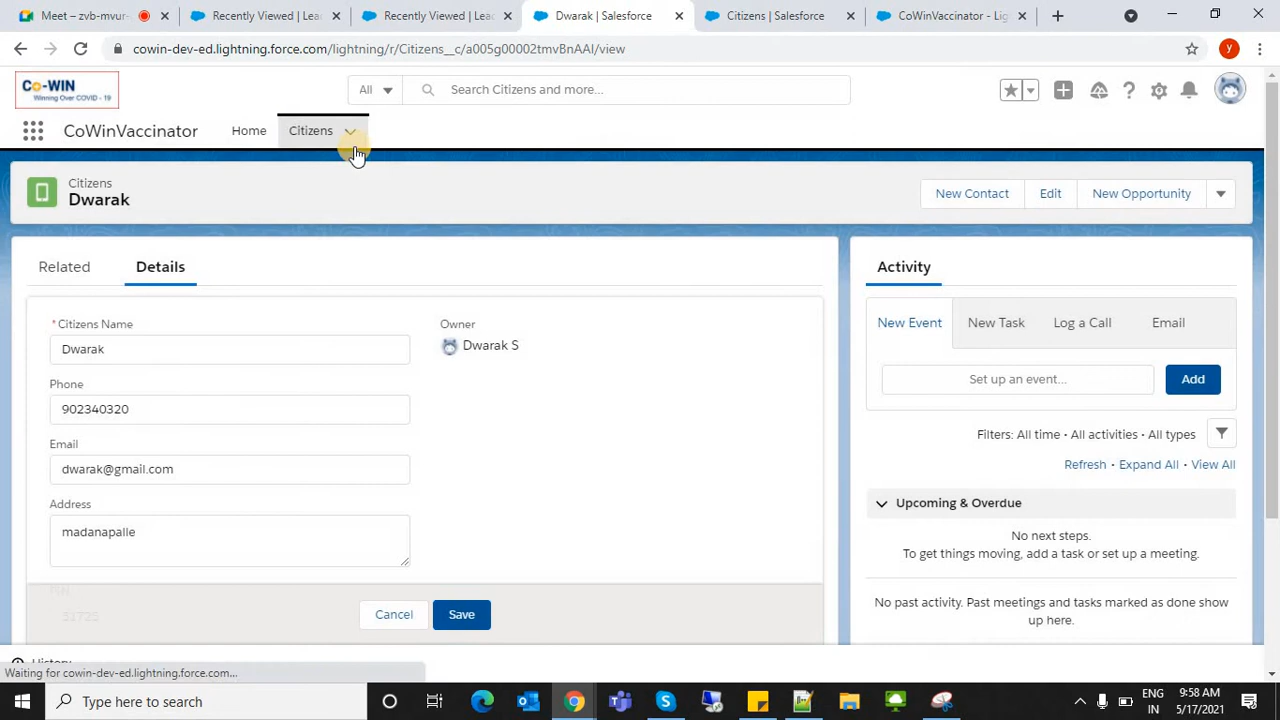 Meet – zvb-mvur-
Recently Viewed | Lea
Recently Viewed | Lea
Dwarak | Salesforce
Citizens | Salesforce
CoWinVaccinator - Lig
cowin-dev-ed.lightning.force.com/lightning/r/Citizens__c/a005g00002tmvBnAAI/view
y
Co-WIN
Winning Over COVID - 19
All
Search Citizens and more...
CoWinVaccinator
Home
Citizens
Citizens
Dwarak
New Contact
Edit
New Opportunity
Related
Details
Activity
*Citizens Name
Dwarak
Owner
Dwarak S
Phone
902340320
Email
dwarak@gmail.com
Address
madanapalle
31725
Cancel
Save
New Event
New Task
Log a Call
Email
Set up an event...
Add
Filters: All time • All activities • All types
Refresh • Expand All • View All
Upcoming & Overdue
No next steps.
To get things moving, add a task or set up a meeting.
No past activity. Past meetings and tasks marked as done show
up here.
History
Waiting for cowin-dev-ed.lightning.force.com...
Type here to search
ENG
IN
9:58 AM
5/17/2021